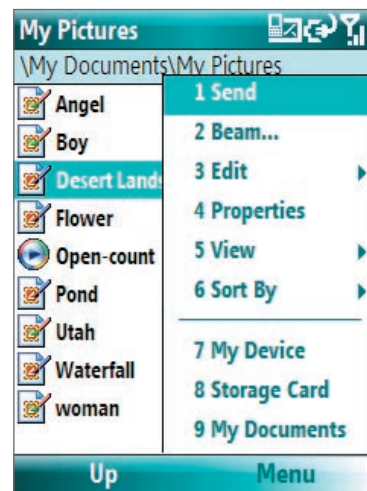 My Pictures
\My Documents\My Pictures
Angel
Boy
Desert Lands
Flower
Open-count
Pond
Utah
Waterfall
woman
1 Send
2 Beam...
3 Edit
4 Properties
5 View
6 Sort By
7 My Device
8 Storage Card
9 My Documents
Up
Menu